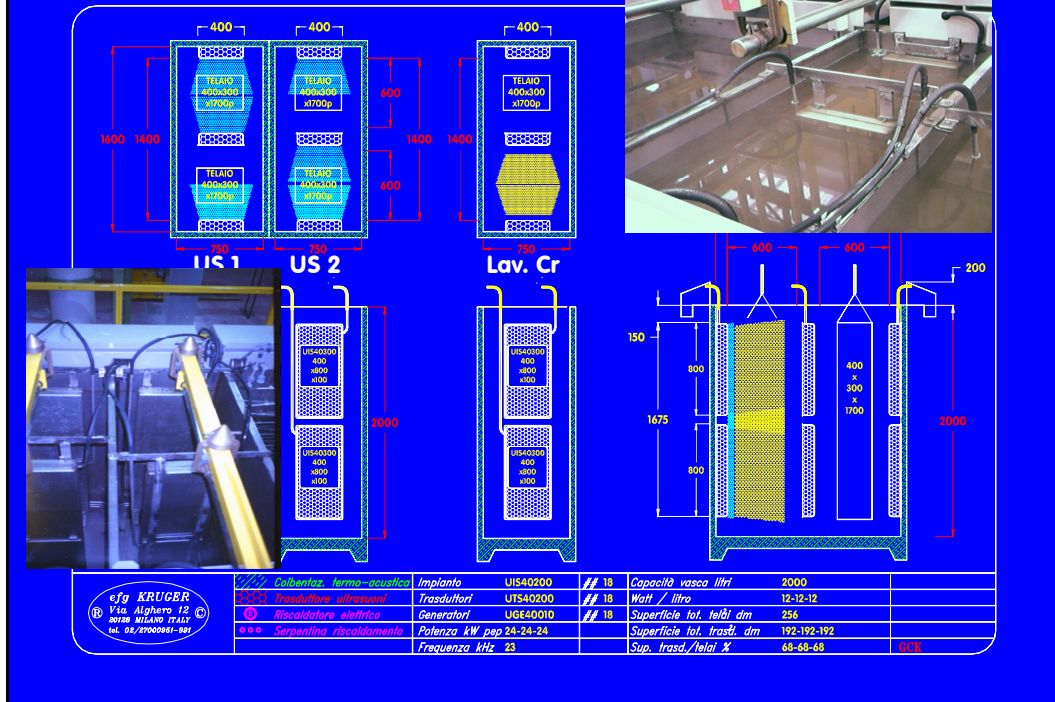 400
400
400
TELAIO
400x300
x1700p
TELAIO
400x300
x1700p
TELAIO
400x300
x1700p
600
1600
1400
1400
1400
TELAIO
400x300
x1700p
TELAIO
400x300
x1700p
600
750
750
600
600
US 1
US 2
Lav. Cr
200
150
UIS40300
400
x800
x100
UIS40300
400
x800
x100
800
400
x
300
x
1700
2000
1675
2000
UIS40300
400
x800
x100
UIS40300
400
x800
x100
800
efg KRUGER
Via Alghero 12
20128 MILANO ITALY
tel. 02/27000951-991
® ©
Coibentaz. termo-acustica Impianto UIS40200 ## 18 Capacità vasca litri 2000
Trasduttore ultrasuoni Trasduttori UTS40200 ## 18 Watt / litro 12-12-12
R Riscaldatore elettrico Generatori UGE40010 ## 18 Superficie tot. telai dm 256
Serpentina riscaldamento Potenza kW pep 24-24-24 Superficie tot. trasd. dm 192-192-192
Frequenza kHz 23 Sup. trasd./telai % 68-68-68 GCK